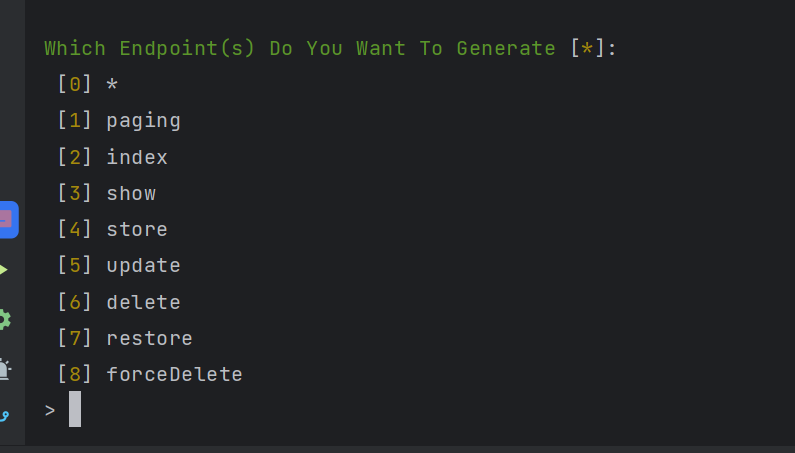 Which Endpoint(s) Do You Want To Generate [*]:
[0] *
[1] paging
[2] index
[3] show
[4] store
[5] update
[6] delete
[7] restore
[8] forceDelete
>